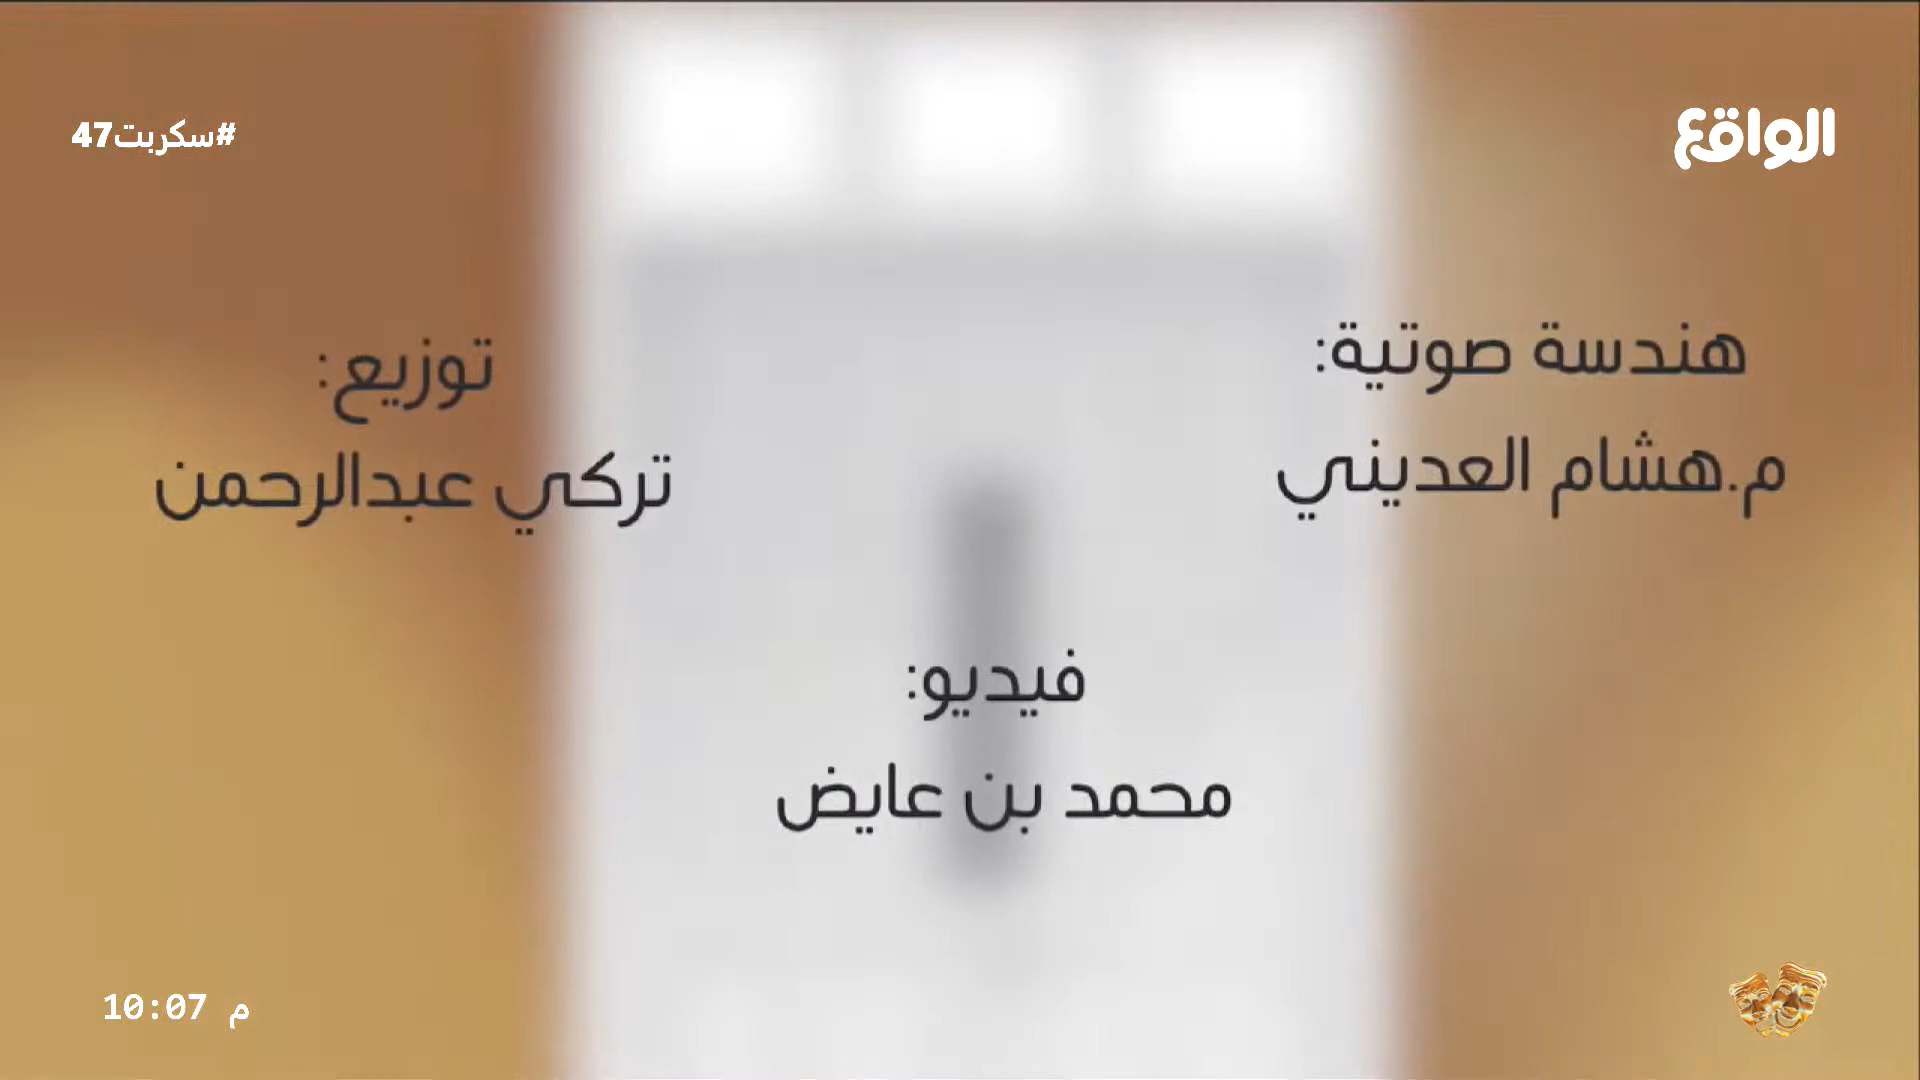 #سكربت47
الواقع
هندسة صوتية:
م.هشام العديني
توزيع:
تركي عبدالرحمن
فيديو:
محمد بن عايض
10:07 م